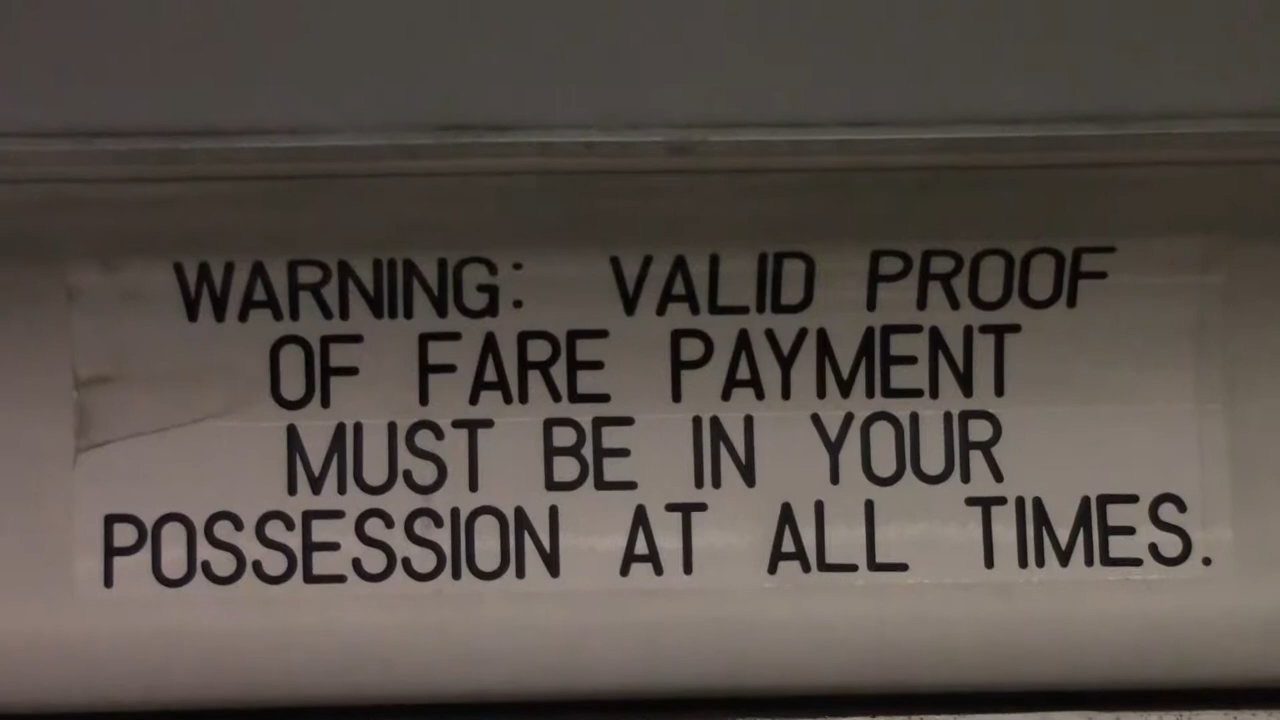 WARNING: VALID PROOF
OF FARE PAYMENT
MUST BE IN YOUR
POSSESSION AT ALL TIMES.